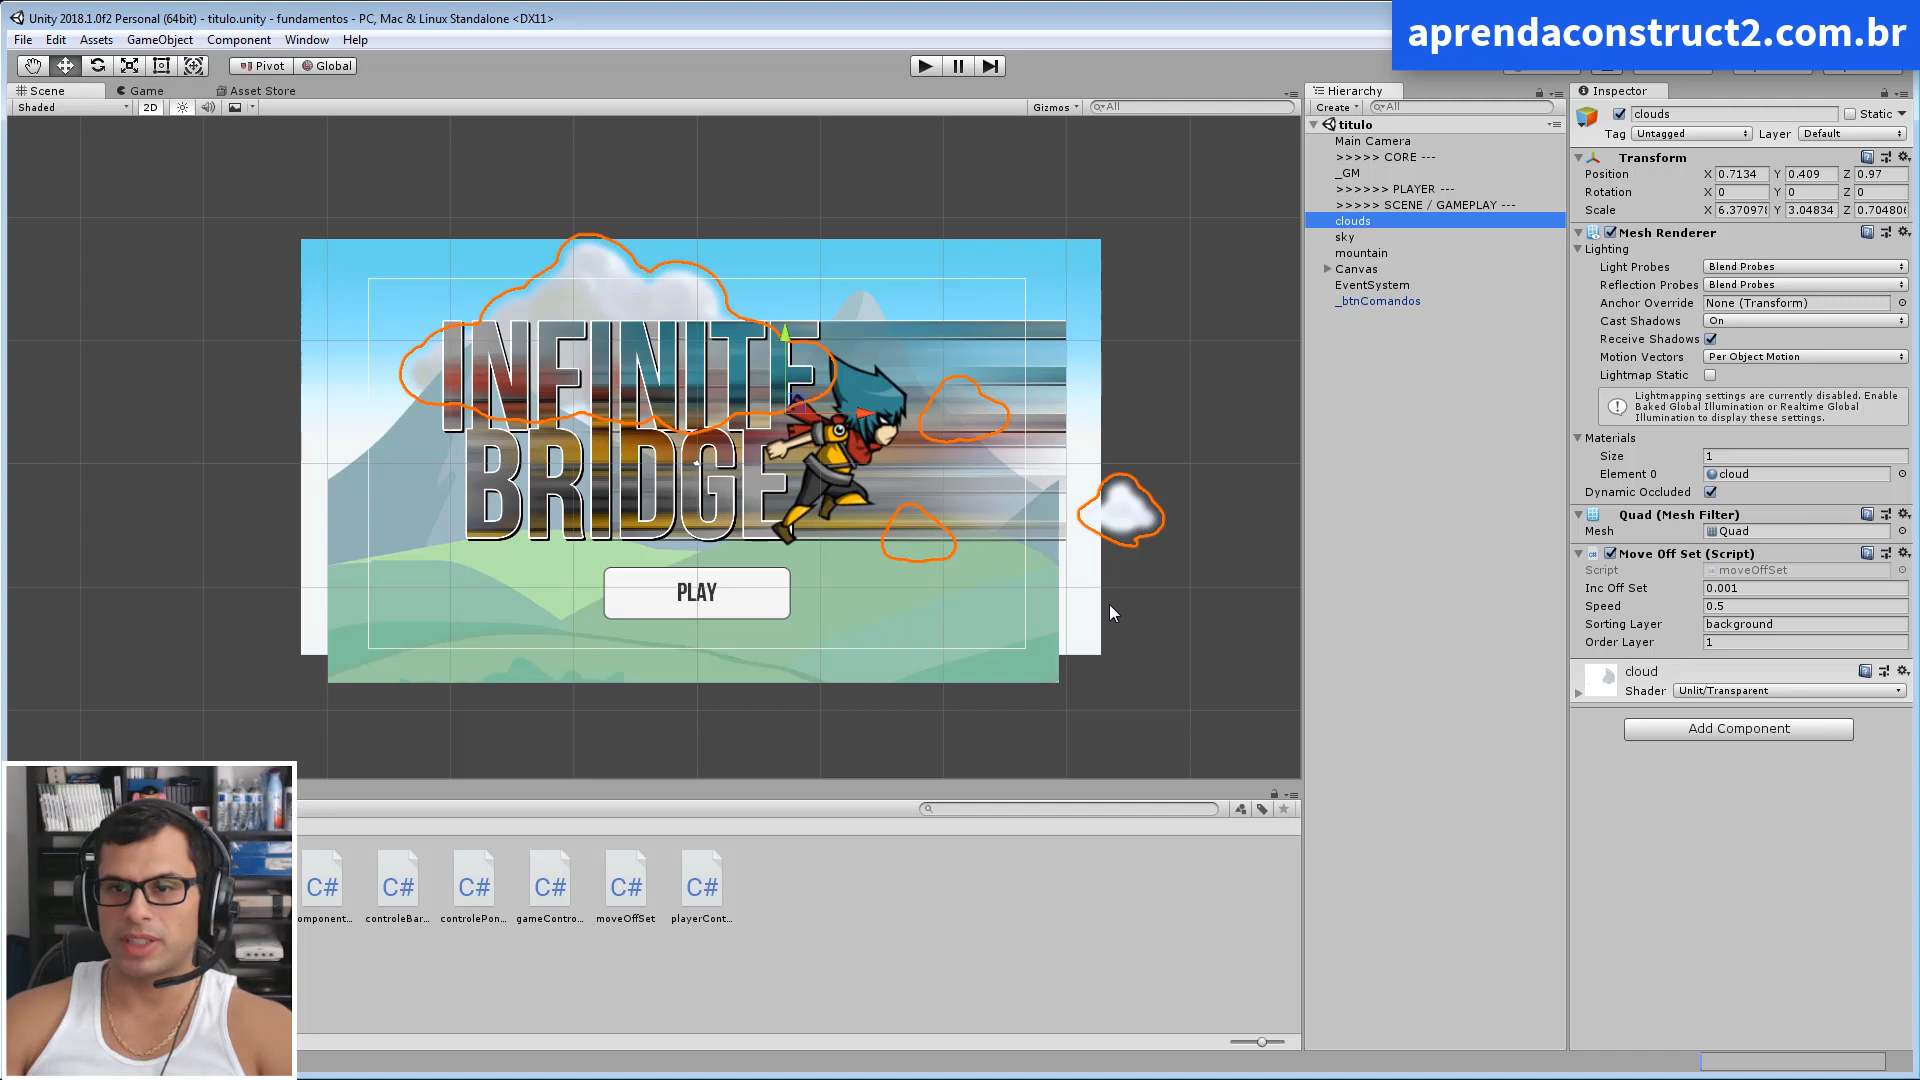 Unity 2018.1.0f2 Personal (64bit) - titulo.unity - fundamentos - PC, Mac & Linux Standalone <DX11>
aprendaconstruct2.com.br
File Edit Assets GameObject Component Window Help
Pivot Global
Scene Game Asset Store
Shaded 2D Gizmos All
Hierarchy
Create All
titulo
Main Camera
>>>>> CORE ---
_GM
>>>>>> PLAYER ---
>>>>> SCENE / GAMEPLAY ---
clouds
sky
mountain
Canvas
EventSystem
_btnComandos
INFINITE
BRIDGE
PLAY
Inspector
clouds Static
Tag Untagged Layer Default
Transform
Position X 0.7134 Y 0.409 Z 0.97
Rotation X 0 Y 0 Z 0
Scale X 6.37097 Y 3.04834 Z 0.70480
Mesh Renderer
Lighting
Light Probes Blend Probes
Reflection Probes Blend Probes
Anchor Override None (Transform)
Cast Shadows On
Receive Shadows
Motion Vectors Per Object Motion
Lightmap Static
Lightmapping settings are currently disabled. Enable
Baked Global Illumination or Realtime Global
Illumination to display these settings.
Materials
Size 1
Element 0 cloud
Dynamic Occluded
Quad (Mesh Filter)
Mesh Quad
Move Off Set (Script)
Script moveOffSet
Inc Off Set 0.001
Speed 0.5
Sorting Layer background
Order Layer 1
cloud
Shader Unlit/Transparent
Add Component
C# C# C# C# C# C#
omponent... controleBar... controlePon... gameContro... moveOffSet playerCont...